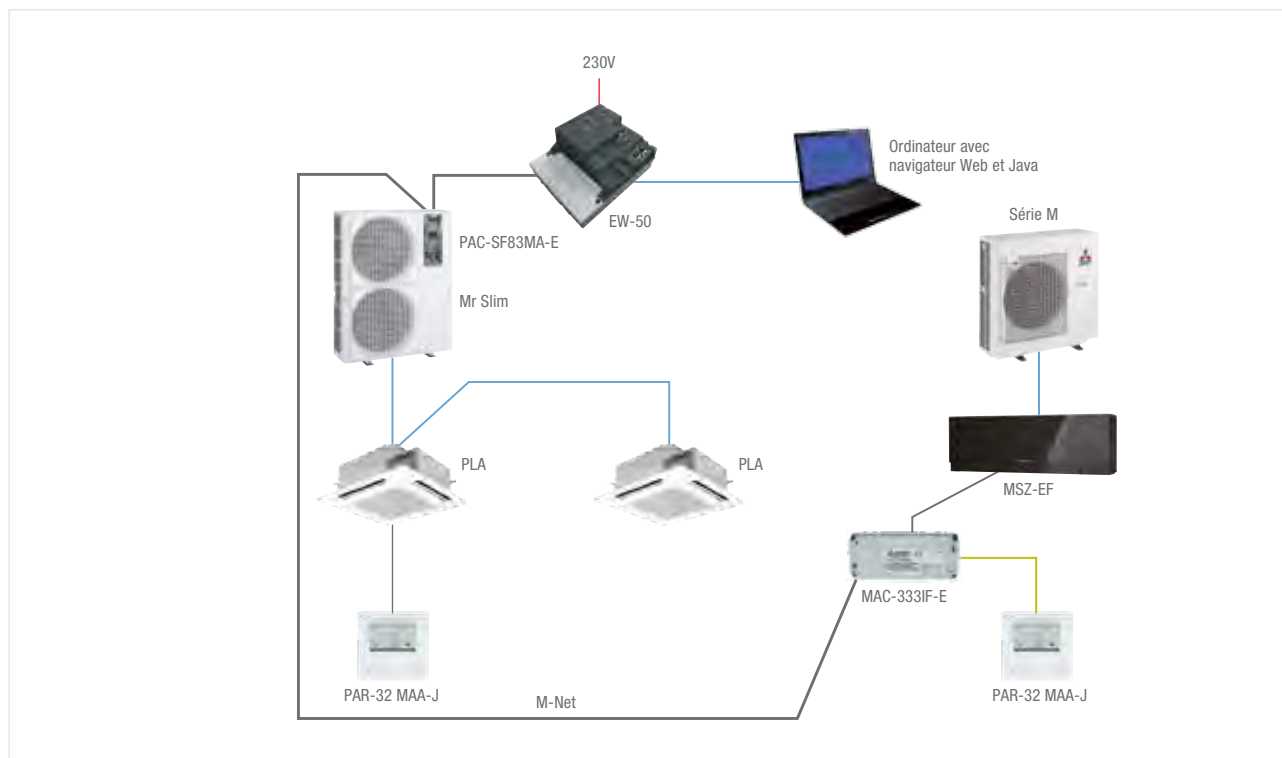 230V
Ordinateur avec
navigateur Web et Java
EW-50
Série M
PAC-SF83MA-E
Mr Slim
PLA
PLA
MSZ-EF
MAC-333IF-E
PAR-32 MAA-J
M-Net
PAR-32 MAA-J